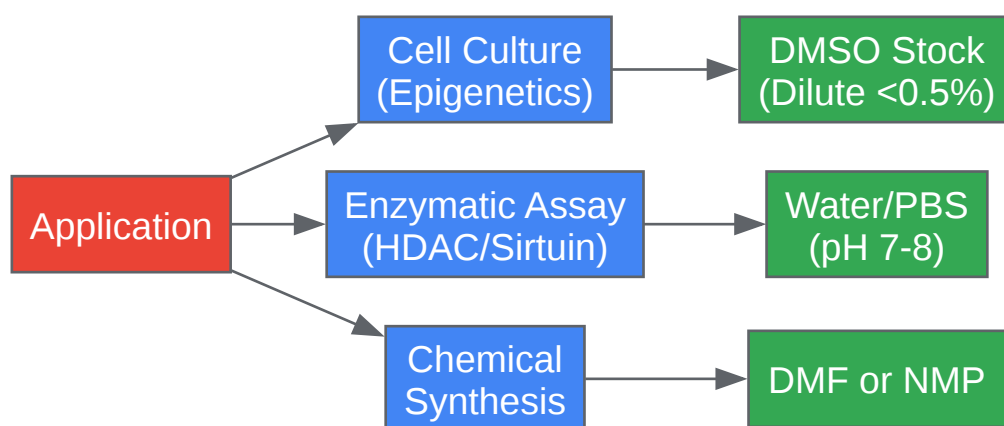 Cell Culture
(Epigenetics)
DMSO Stock
(Dilute <0.5%)
Application
Enzymatic Assay
(HDAC/Sirtuin)
Water/PBS
(pH 7-8)
Chemical
Synthesis
DMF or NMP